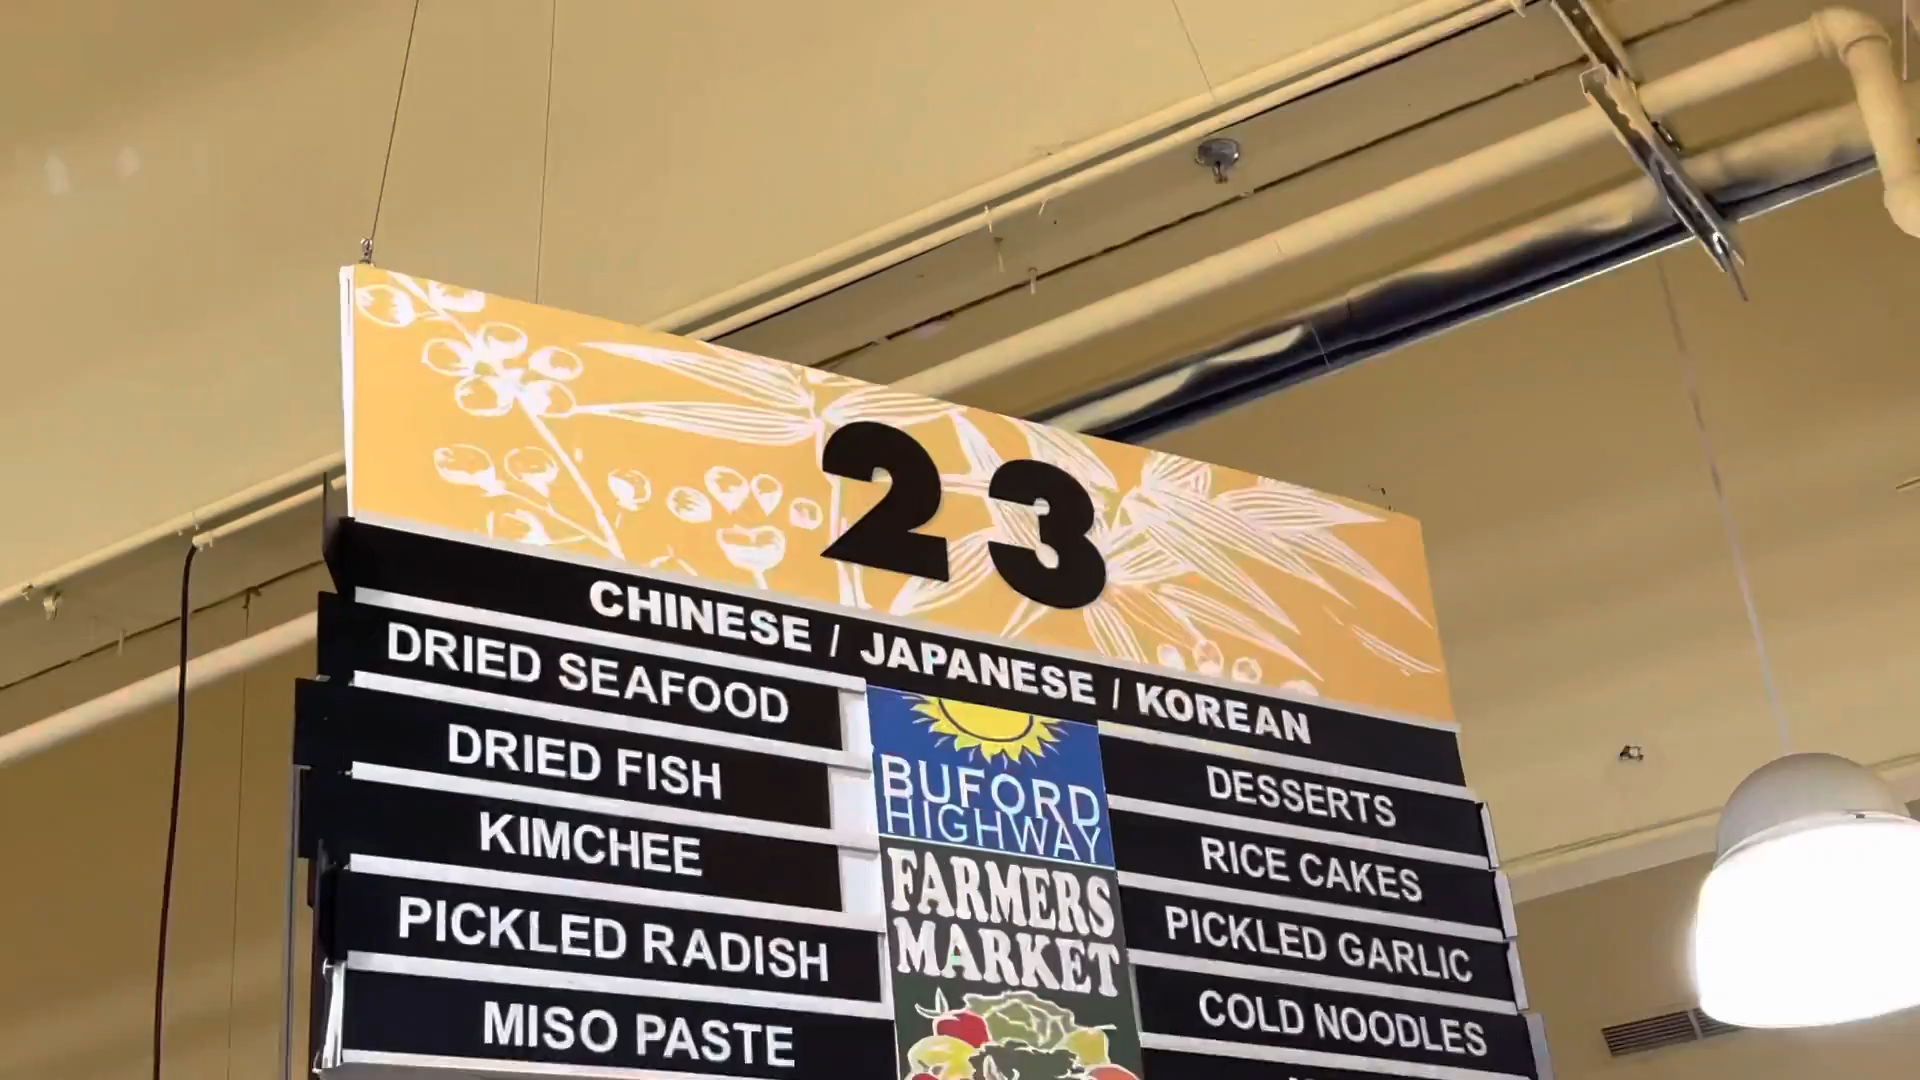 23
CHINESE / JAPANESE / KOREAN
DRIED SEAFOOD
DRIED FISH
KIMCHEE
PICKLED RADISH
MISO PASTE
BUFORD
HIGHWAY
FARMERS
MARKET
DESSERTS
RICE CAKES
PICKLED GARLIC
COLD NOODLES